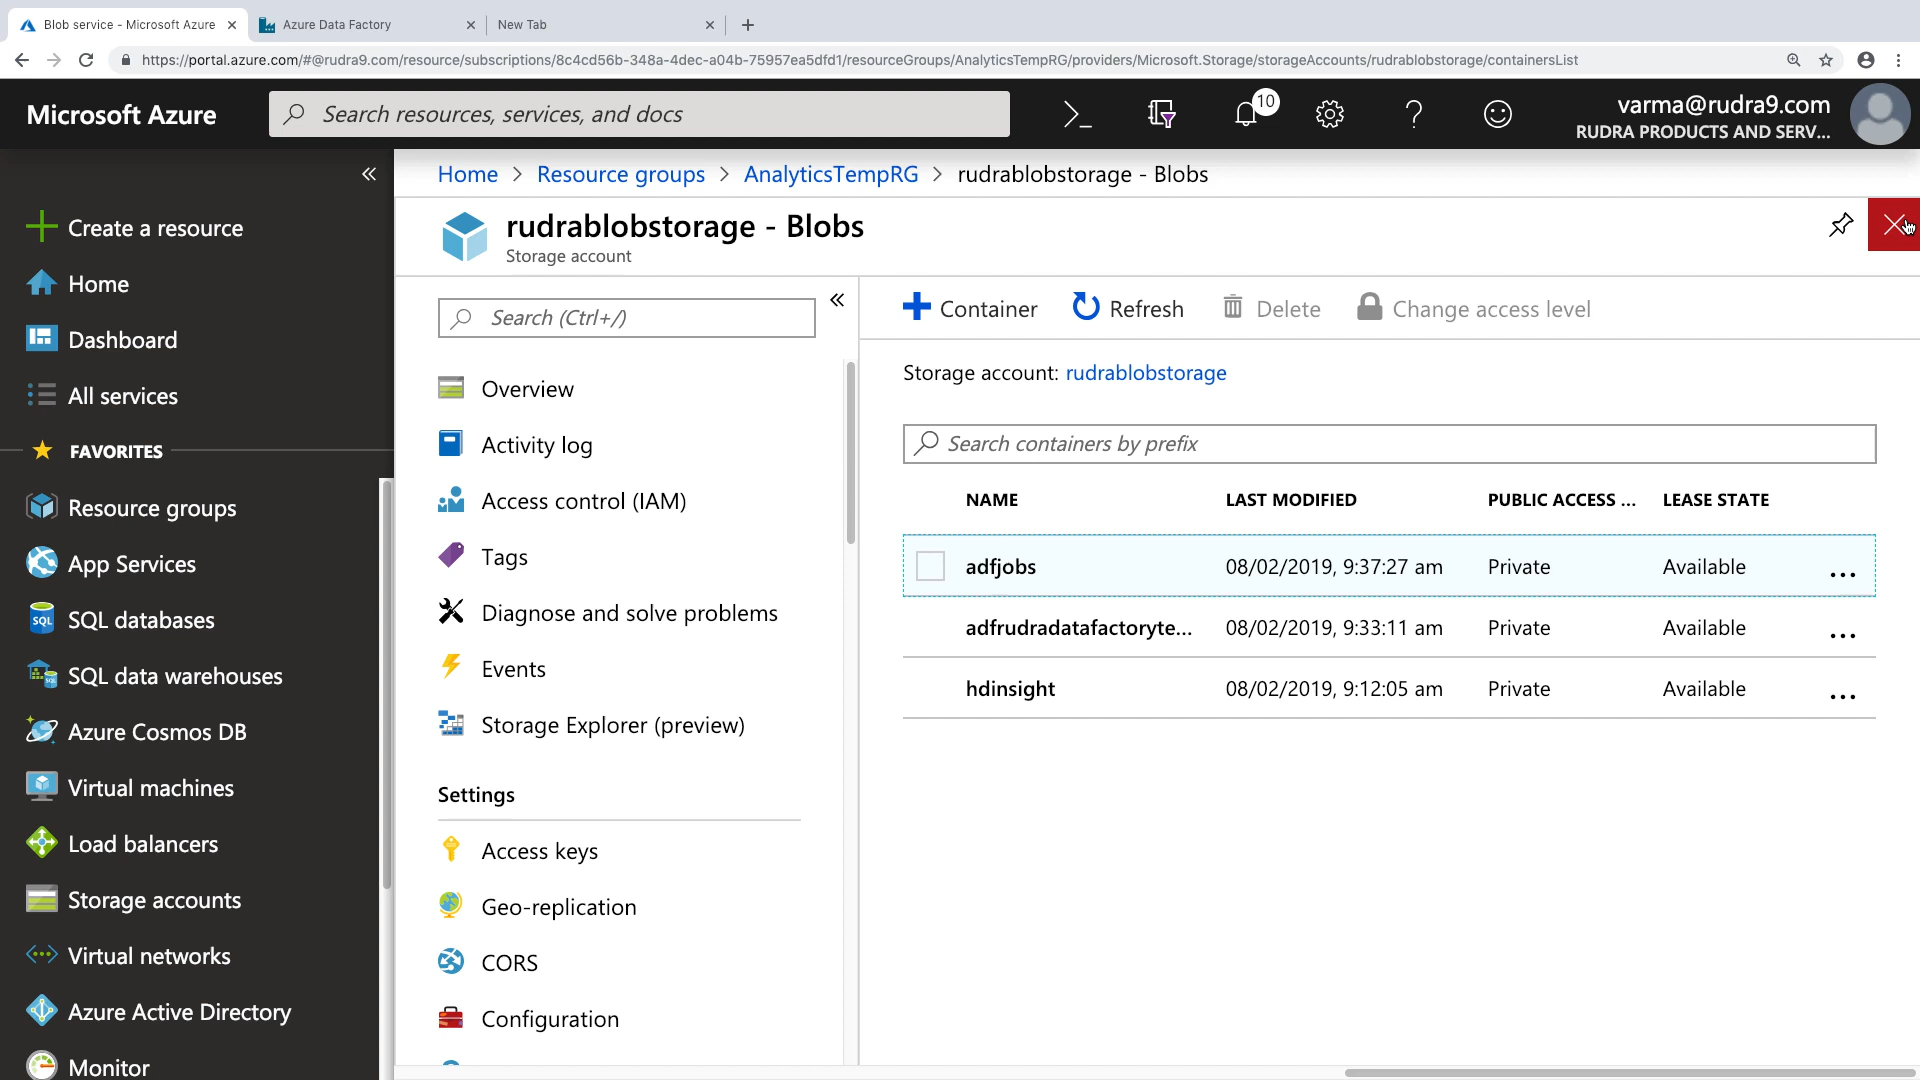 Blob service - Microsoft Azure
Azure Data Factory
New Tab
https://portal.azure.com/#@rudra9.com/resource/subscriptions/8c4cd56b-348a-4dec-a04b-75957ea5dfd1/resourceGroups/AnalyticsTempRG/providers/Microsoft.Storage/storageAccounts/rudrablobstorage/containersList
Microsoft Azure
Search resources, services, and docs
10
varma@rudra9.com
RUDRA PRODUCTS AND SERV...
Create a resource
Home
Dashboard
All services
FAVORITES
Resource groups
App Services
SQL databases
SQL data warehouses
Azure Cosmos DB
Virtual machines
Load balancers
Storage accounts
Virtual networks
Azure Active Directory
Monitor
Home > Resource groups > AnalyticsTempRG > rudrablobstorage - Blobs
rudrablobstorage - Blobs
Storage account
Search (Ctrl+/)
Overview
Activity log
Access control (IAM)
Tags
Diagnose and solve problems
Events
Storage Explorer (preview)
Settings
Access keys
Geo-replication
CORS
Configuration
Container Refresh Delete Change access level
Storage account: rudrablobstorage
Search containers by prefix
NAME LAST MODIFIED PUBLIC ACCESS ... LEASE STATE
adfjobs 08/02/2019, 9:37:27 am Private Available ...
adfrudradatafactoryte... 08/02/2019, 9:33:11 am Private Available ...
hdinsight 08/02/2019, 9:12:05 am Private Available ...